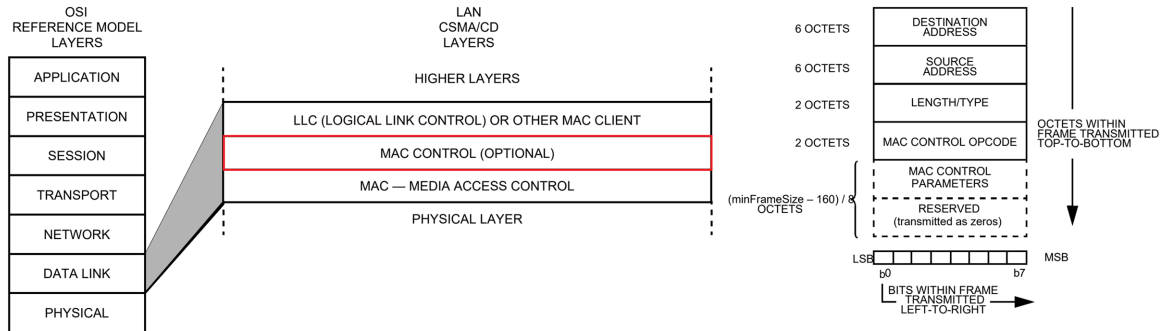 OSI
REFERENCE MODEL
LAYERS
APPLICATION
PRESENTATION
SESSION
TRANSPORT
NETWORK
DATA LINK
PHYSICAL
LAN
CSMA/CD
LAYERS
HIGHER LAYERS
LLC (LOGICAL LINK CONTROL) OR OTHER MAC CLIENT
MAC CONTROL (OPTIONAL)
MAC — MEDIA ACCESS CONTROL
PHYSICAL LAYER
6 OCTETS
DESTINATION
ADDRESS
6 OCTETS
SOURCE
ADDRESS
2 OCTETS
LENGTH/TYPE
2 OCTETS
MAC CONTROL OPCODE
(minFrameSize – 160) / 8
OCTETS
MAC CONTROL
PARAMETERS
RESERVED
(transmitted as zeros)
OCTETS WITHIN
FRAME TRANSMITTED
TOP-TO-BOTTOM
LSB
MSB
b0
b7
BITS WITHIN FRAME
TRANSMITTED
LEFT-TO-RIGHT